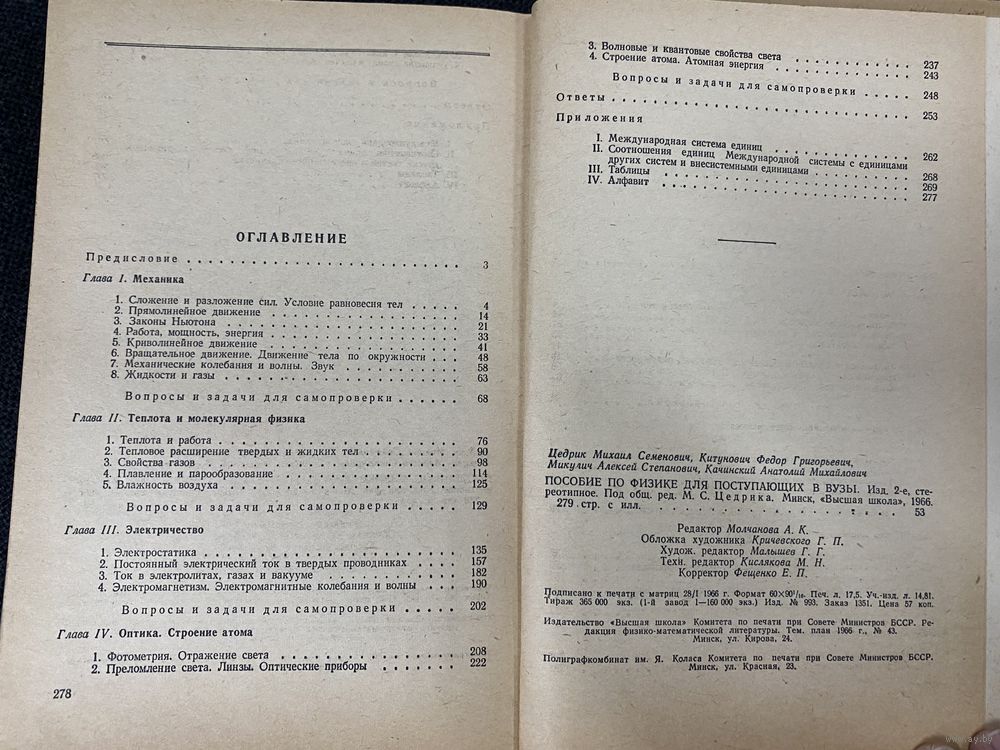 ОГЛАВЛЕНИЕ
Предисловие . . . . . . . . . . . . . . . . . . . . . . . . . . 3
Глава I. Механика
1. Сложение и разложение сил. Условие равновесия тел . . . . . 4
2. Прямолинейное движение . . . . . . . . . . . . . . . . . 14
3. Законы Ньютона . . . . . . . . . . . . . . . . . . . . . 21
4. Работа, мощность, энергия . . . . . . . . . . . . . . . . 33
5. Криволинейное движение . . . . . . . . . . . . . . . . . 41
6. Вращательное движение. Движение тела по окружности . . . 48
7. Механические колебания и волны. Звук . . . . . . . . . . 58
8. Жидкости и газы . . . . . . . . . . . . . . . . . . . . . 63
Вопросы и задачи для самопроверки . . . . . . 68
Глава II. Теплота и молекулярная физика
1. Теплота и работа . . . . . . . . . . . . . . . . . . . . 76
2. Тепловое расширение твердых и жидких тел . . . . . . . . 90
3. Свойства газов . . . . . . . . . . . . . . . . . . . . . 98
4. Плавление и парообразование . . . . . . . . . . . . . . . 114
5. Влажность воздуха . . . . . . . . . . . . . . . . . . . . 125
Вопросы и задачи для самопроверки . . . . . 129
Глава III. Электричество
1. Электростатика . . . . . . . . . . . . . . . . . . . . . 135
2. Постоянный электрический ток в твердых проводниках . . . . 157
3. Ток в электролитах, газах и вакууме . . . . . . . . . . . 182
4. Электромагнетизм. Электромагнитные колебания и волны . . . 190
Вопросы и задачи для самопроверки . . . . . 202
Глава IV. Оптика. Строение атома
1. Фотометрия. Отражение света . . . . . . . . . . . . . . . 208
2. Преломление света. Линзы. Оптические приборы . . . . . . 222
278
3. Волновые и квантовые свойства света . . . . . . . . . . 237
4. Строение атома. Атомная энергия . . . . . . . . . . . . 243
Вопросы и задачи для самопроверки . . . . . 248
Ответы . . . . . . . . . . . . . . . . . . . . . . . . . . 253
Приложения
I. Международная система единиц . . . . . . . . . . . . . 262
II. Соотношения единиц Международной системы с единицами
других систем и внесистемными единицами . . . . . . . . 268
III. Таблицы . . . . . . . . . . . . . . . . . . . . . . . 269
IV. Алфавит . . . . . . . . . . . . . . . . . . . . . . . 277
Цедрик Михаил Семенович, Китунович Федор Григорьевич,
Микулич Алексей Степанович, Качинский Анатолий Михайлович
ПОСОБИЕ ПО ФИЗИКЕ ДЛЯ ПОСТУПАЮЩИХ В ВУЗЫ. Изд. 2-е, сте-
реотипное. Под общ. ред. М. С. Цедрика. Минск, «Высшая школа», 1966.
279 стр. с илл. . . . . . . . . . . . . . . . . . . . . . 53
Редактор Молчанова А. К.
Обложка художника Кричевского Г. П.
Худож. редактор Малышев Г. Г.
Техн. редактор Кислякова М. Н.
Корректор Фещенко Е. П.
Подписано к печати с матриц 28/I 1966 г. Формат 60×90¹/₁₆. Печ. л. 17,5. Уч.-изд. л. 14,81.
Тираж 365 000 экз. (1-й завод 1—160 000 экз.) Изд. № 993. Заказ 1351. Цена 57 коп.
Издательство «Высшая школа» Комитета по печати при Совете Министров БССР. Ре-
дакция физико-математической литературы. Тем. план 1966 г., № 43.
Минск, ул. Кирова, 24.
Полиграфкомбинат им. Я. Коласа Комитета по печати при Совете Министров БССР.
Минск, ул. Красная, 23.
www.ay.by